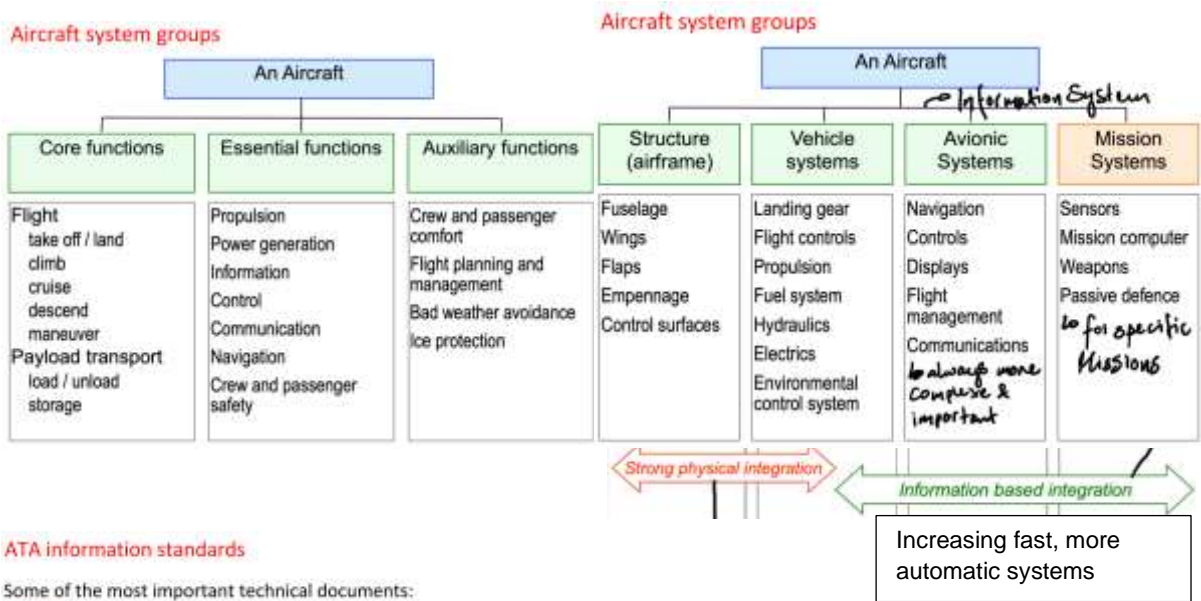 Aircraft system groups
An Aircraft
Core functions
Flight
take off / land
climb
cruise
descend
maneuver
Payload transport
load / unload
storage
Essential functions
Propulsion
Power generation
Information
Control
Communication
Navigation
Crew and passenger
safety
Auxiliary functions
Crew and passenger
comfort
Flight planning and
management
Bad weather avoidance
Ice protection
Aircraft system groups
An Aircraft
Information System
Structure
(airframe)
Fuselage
Wings
Flaps
Empennage
Control surfaces
Vehicle
systems
Landing gear
Flight controls
Propulsion
Fuel system
Hydraulics
Electrics
Environmental
control system
Avionic
Systems
Navigation
Controls
Displays
Flight
management
Communications
always more
complexe &
important
Mission
Systems
Sensors
Mission computer
Weapons
Passive defence
for specific
Missions
Strong physical integration
Information based integration
Increasing fast, more
automatic systems
ATA information standards
Some of the most important technical documents: